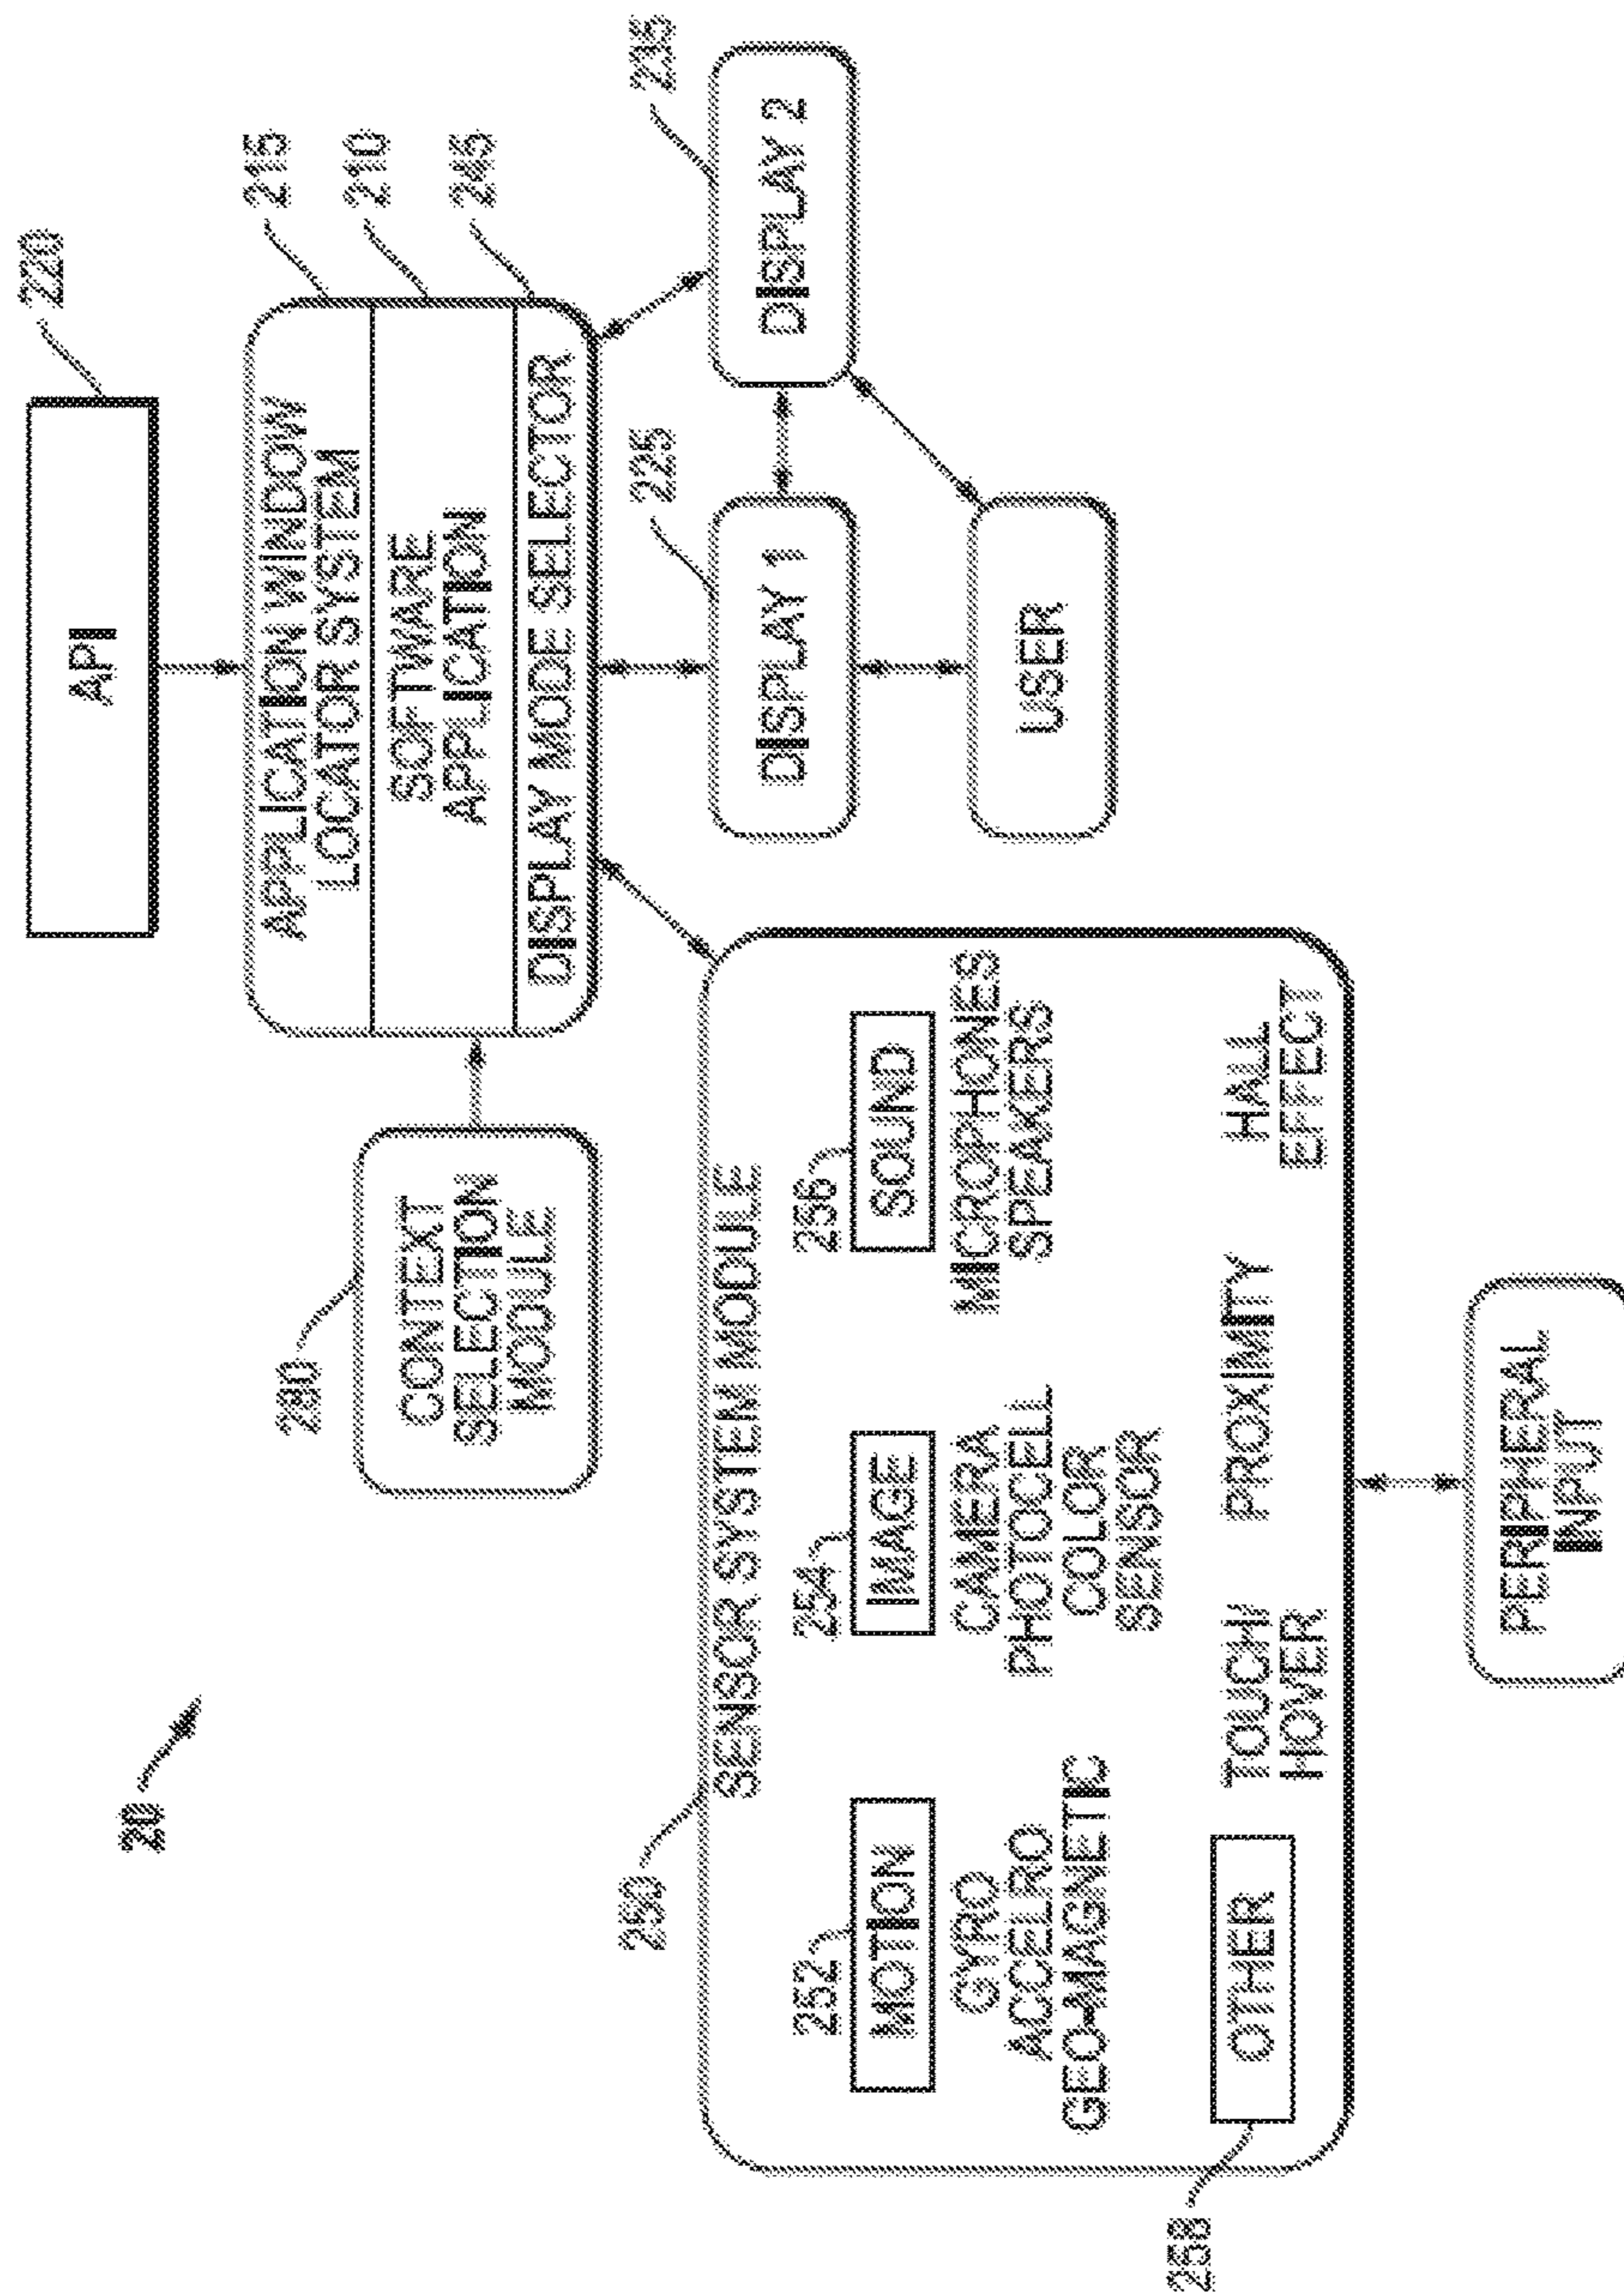 20
220
API
215
APPLICATION WINDOW
LOCATOR SYSTEM
210
SOFTWARE
APPLICATION
245
DISPLAY MODE SELECTOR
290
CONTEXT
SELECTION
MODULE
235
DISPLAY 2
225
DISPLAY 1
USER
250
SENSOR SYSTEM MODULE
252
MOTION
GYRO
ACCELRO
GEO-MAGNETIC
254
IMAGE
CAMERA
PHOTOCELL
COLOR
SENSOR
256
SOUND
MICROPHONES
SPEAKERS
258
OTHER
TOUCH/
HOVER
PROXIMITY
HALL
EFFECT
PERIPHERAL
INPUT